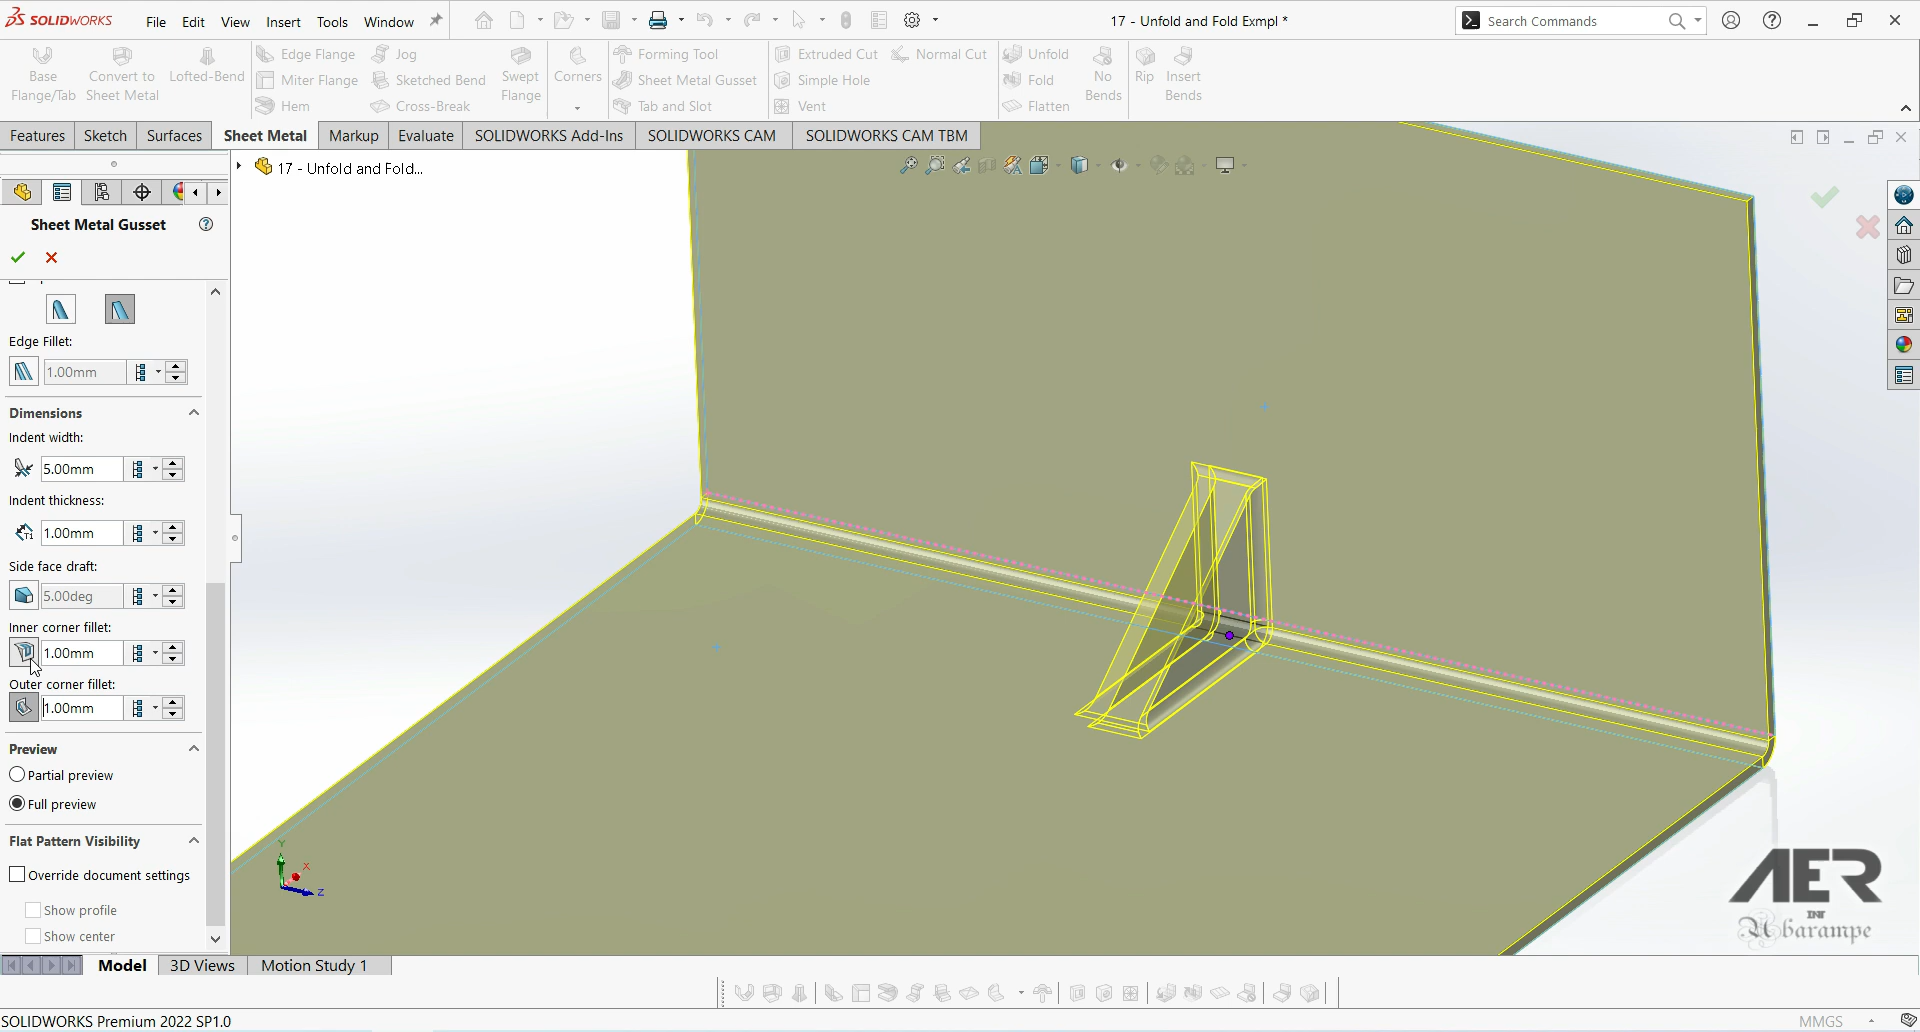 SOLIDWORKS
File Edit View Insert Tools Window
17 - Unfold and Fold Exmpl *
Search Commands
Base Flange/Tab
Convert to Sheet Metal
Lofted-Bend
Edge Flange
Miter Flange
Hem
Jog
Sketched Bend
Cross-Break
Swept Flange
Corners
Forming Tool
Sheet Metal Gusset
Tab and Slot
Extruded Cut
Simple Hole
Vent
Normal Cut
Unfold
Fold
Flatten
No Bends
Rip
Insert Bends
Features Sketch Surfaces Sheet Metal Markup Evaluate SOLIDWORKS Add-Ins SOLIDWORKS CAM SOLIDWORKS CAM TBM
17 - Unfold and Fold...
Sheet Metal Gusset
Edge Fillet:
1.00mm
Dimensions
Indent width:
5.00mm
Indent thickness:
1.00mm
Side face draft:
5.00deg
Inner corner fillet:
1.00mm
Outer corner fillet:
1.00mm
Preview
Partial preview
Full preview
Flat Pattern Visibility
Override document settings
Show profile
Show center
Y
X
Z
AER
INT
Abarampe
Model 3D Views Motion Study 1
SOLIDWORKS Premium 2022 SP1.0
MMGS